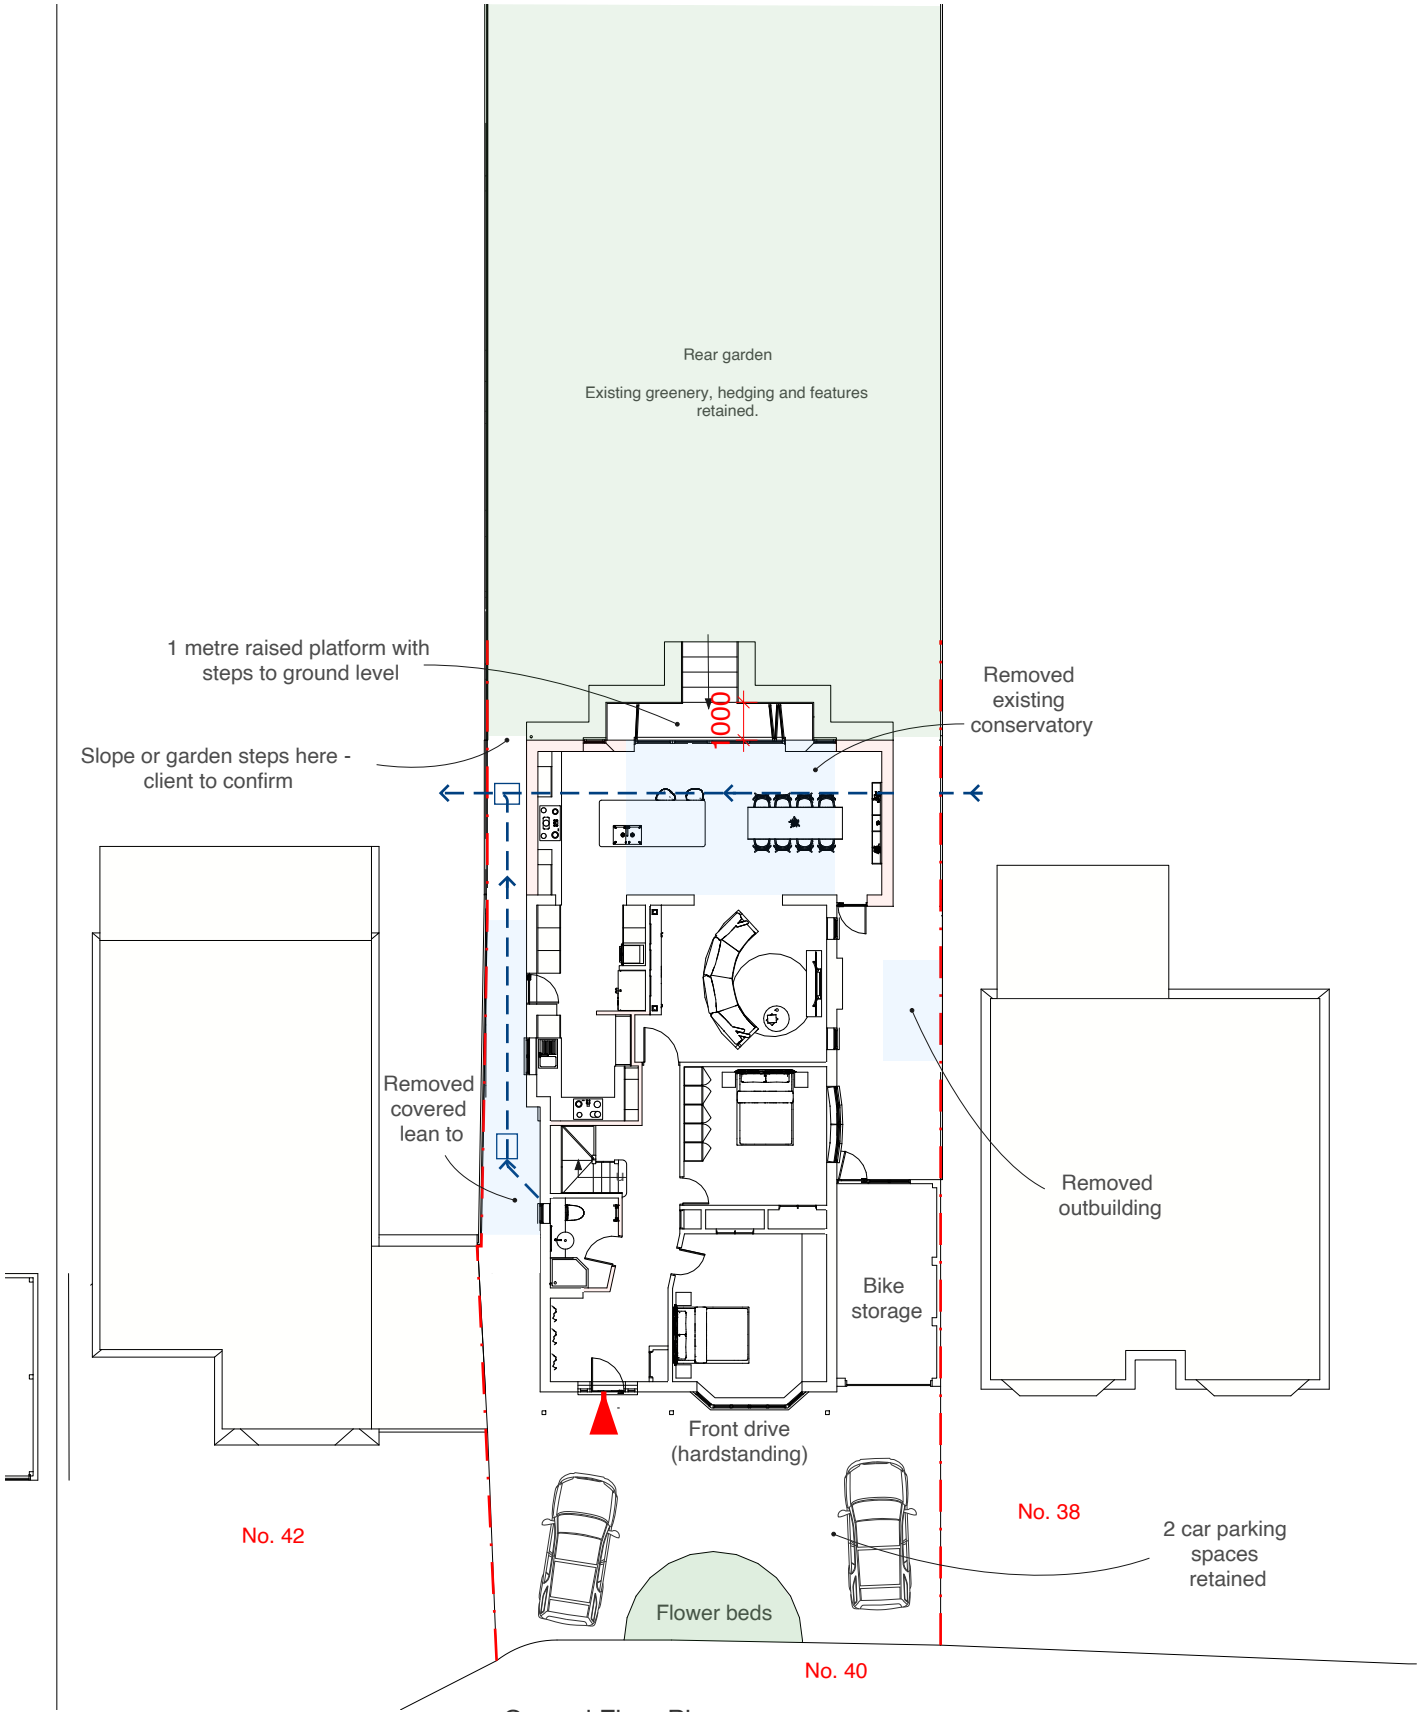 Rear garden
Existing greenery, hedging and features
retained.
1 metre raised platform with
steps to ground level
1000
Removed
existing
conservatory
Slope or garden steps here -
client to confirm
Removed
covered
lean to
Removed
outbuilding
Bike
storage
Front drive
(hardstanding)
No. 42
No. 38
2 car parking
spaces
retained
Flower beds
No. 40